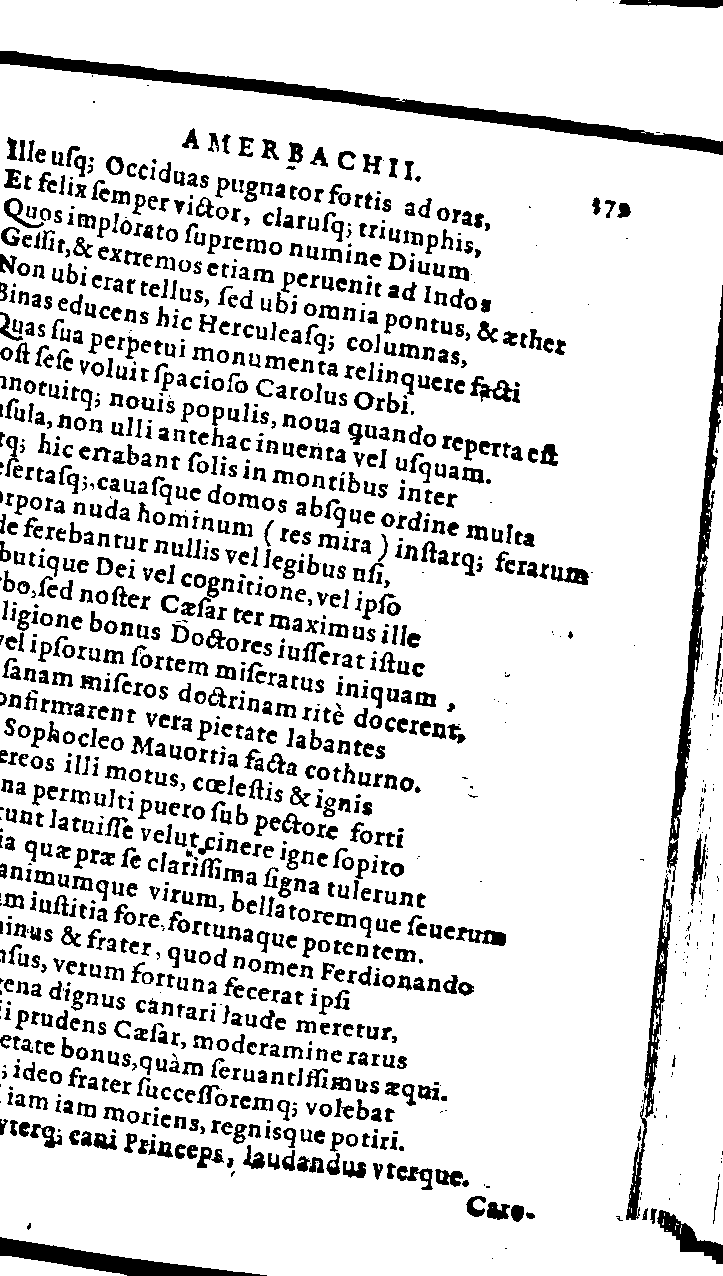 AMERBACHII.
179
Ille uſq; Occiduas pugnator fortis ad oras,
Et felix ſemper victor, claruſq; triumphis,
Quos implorato ſupremo numine Diuum
Geſſit, & extremos etiam peruenit ad Indos
Non ubi erat tellus, ſed ubi omnia pontus, & æther
Binas educens hic Herculeaſq; columnas,
Quas ſua perpetui monumenta relinquere facti
oſt ſeſe voluit ſpacioſo Carolus Orbi.
nnotuitq; nouis populis, noua quando reperta eſt
ſula, non ulli antehac inuenta vel uſquam.
tq; hic errabant ſolis in montibus inter
eſertaſq; cauaſque domos abſque ordine multa
orpora nuda hominum ( res mira ) inſtarq; ferarum
de ferebantur nullis vel legibus uſi,
butique Dei vel cognitione, vel ipſo
rbo, ſed noſter Cæſar ter maximus ille
ligione bonus Doctores iuſſerat iſtuc
vel ipſorum ſortem miſeratus iniquam ,
ſanam miſeros doctrinam ritè docerent,
onfirmarent vera pietate labantes
Sophocleo Mauortia facta cothurno.
ereos illi motus, cœleſtis & ignis
na permulti puero ſub pectore forti
runt latuiſſe velut cinere igne ſopito
ia quæ præ ſe clariſſima ſigna tulerunt
animumque virum, bellatoremque ſeuerum
m iuſtitia fore, fortunaque potentem.
inus & frater, quod nomen Ferdionando
nſus, verum fortuna fecerat ipſi
gena dignus cantari laude meretur,
i prudens Cæſar, moderamine rarus
etate bonus, quàm ſeruantiſſimus æqui.
; ideo frater ſucceſſoremq; volebat
iam iam moriens, regnisque potiri.
vterq; cani Princeps, laudandus vterque.
Caro-